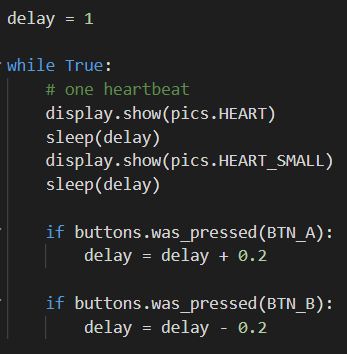 delay = 1
while True:
# one heartbeat
display.show(pics.HEART)
sleep(delay)
display.show(pics.HEART_SMALL)
sleep(delay)
if buttons.was_pressed(BTN_A):
delay = delay + 0.2
if buttons.was_pressed(BTN_B):
delay = delay - 0.2